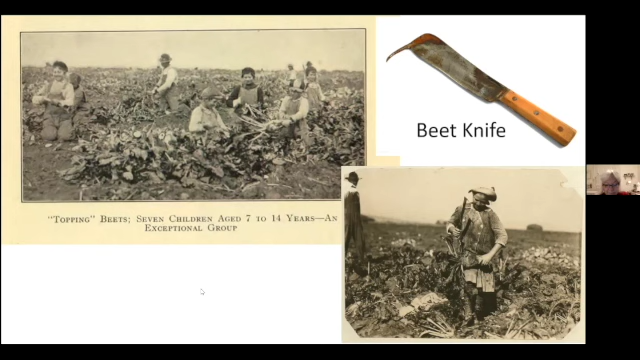 "Topping" Beets; Seven Children Aged 7 to 14 Years—An
Exceptional Group
Beet Knife